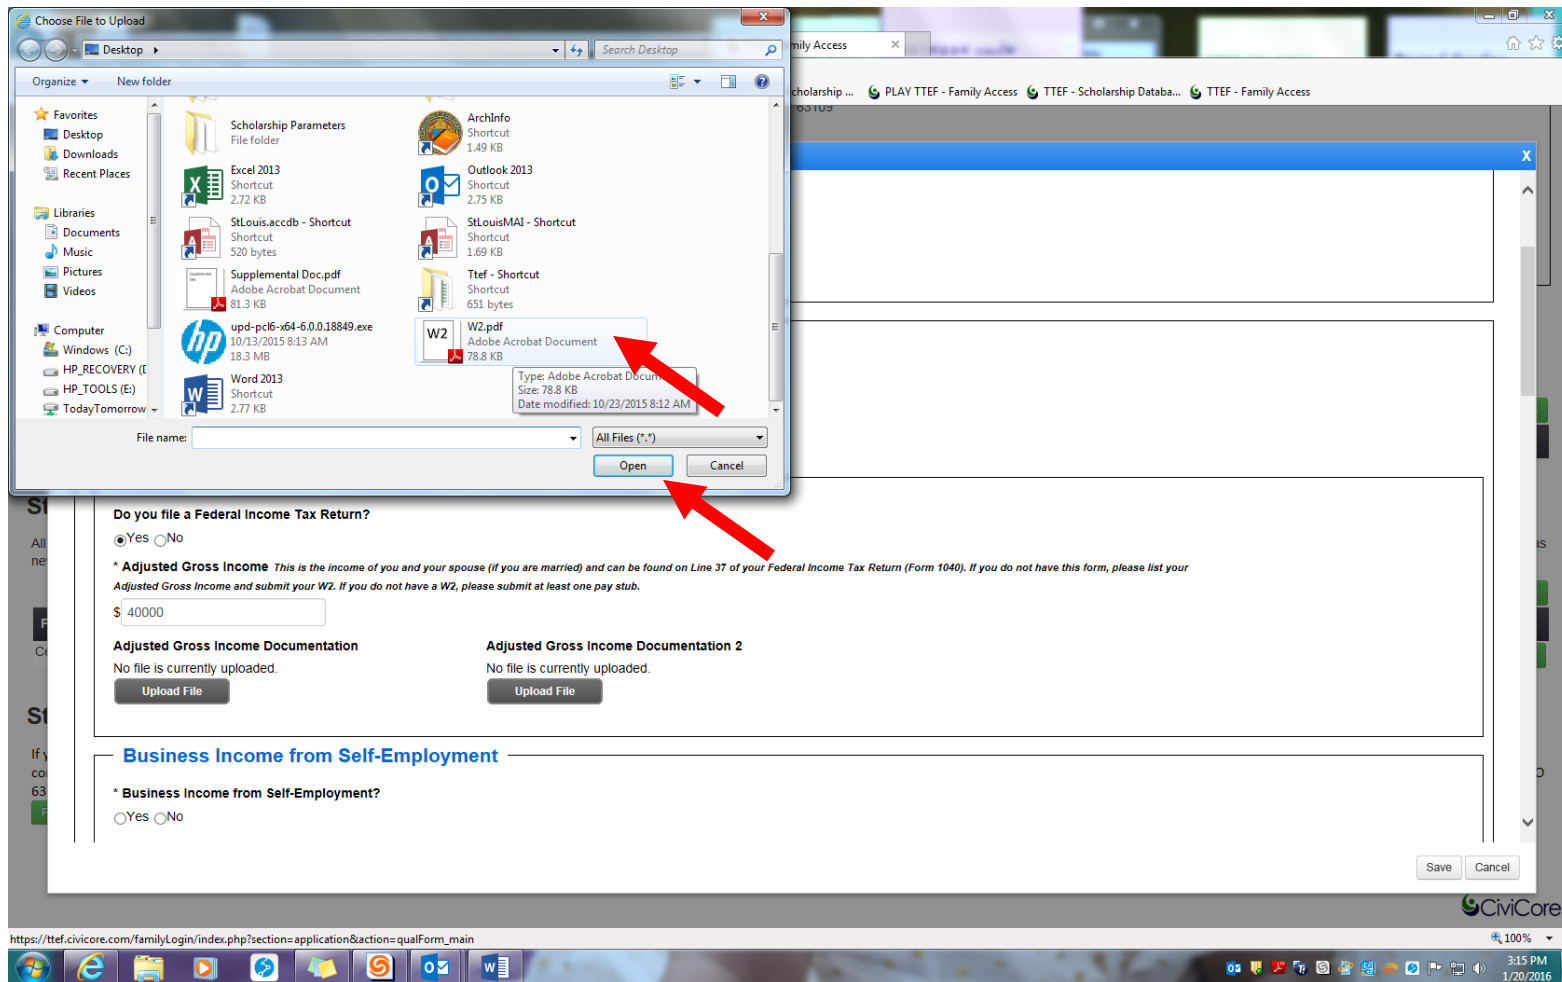 Choose File to Upload
Desktop
Search Desktop
mily Access
Organize
New folder
cholarship ...
PLAY TTEF - Family Access
TTEF - Scholarship Databa...
TTEF - Family Access
63109
Favorites
Desktop
Downloads
Recent Places
Libraries
Documents
Music
Pictures
Videos
Computer
Windows (C:)
HP_RECOVERY (D
HP_TOOLS (E:)
TodayTomorrow
Scholarship Parameters
File folder
ArchInfo
Shortcut
1.49 KB
Excel 2013
Shortcut
2.72 KB
Outlook 2013
Shortcut
2.75 KB
StLouis.accdb - Shortcut
Shortcut
520 bytes
StLouisMAI - Shortcut
Shortcut
1.69 KB
Supplemental Doc.pdf
Adobe Acrobat Document
81.3 KB
Ttef - Shortcut
Shortcut
651 bytes
upd-pcl6-x64-6.0.0.18849.exe
10/13/2015 8:13 AM
18.3 MB
W2
W2.pdf
Adobe Acrobat Document
78.8 KB
Word 2013
Shortcut
2.77 KB
Type: Adobe Acrobat Docum
Size: 78.8 KB
Date modified: 10/23/2015 8:12 AM
File name:
All Files (*.*)
Open
Cancel
X
Do you file a Federal Income Tax Return?
Yes No
* Adjusted Gross Income This is the income of you and your spouse (if you are married) and can be found on Line 37 of your Federal Income Tax Return (Form 1040). If you do not have this form, please list your
Adjusted Gross Income and submit your W2. If you do not have a W2, please submit at least one pay stub.
$ 40000
Adjusted Gross Income Documentation
Adjusted Gross Income Documentation 2
No file is currently uploaded.
No file is currently uploaded.
Upload File
Upload File
Business Income from Self-Employment
* Business Income from Self-Employment?
Yes No
Save
Cancel
CiviCore
https://ttef.civicore.com/familyLogin/index.php?section=application&action=qualForm_main
100%
3:15 PM
1/20/2016